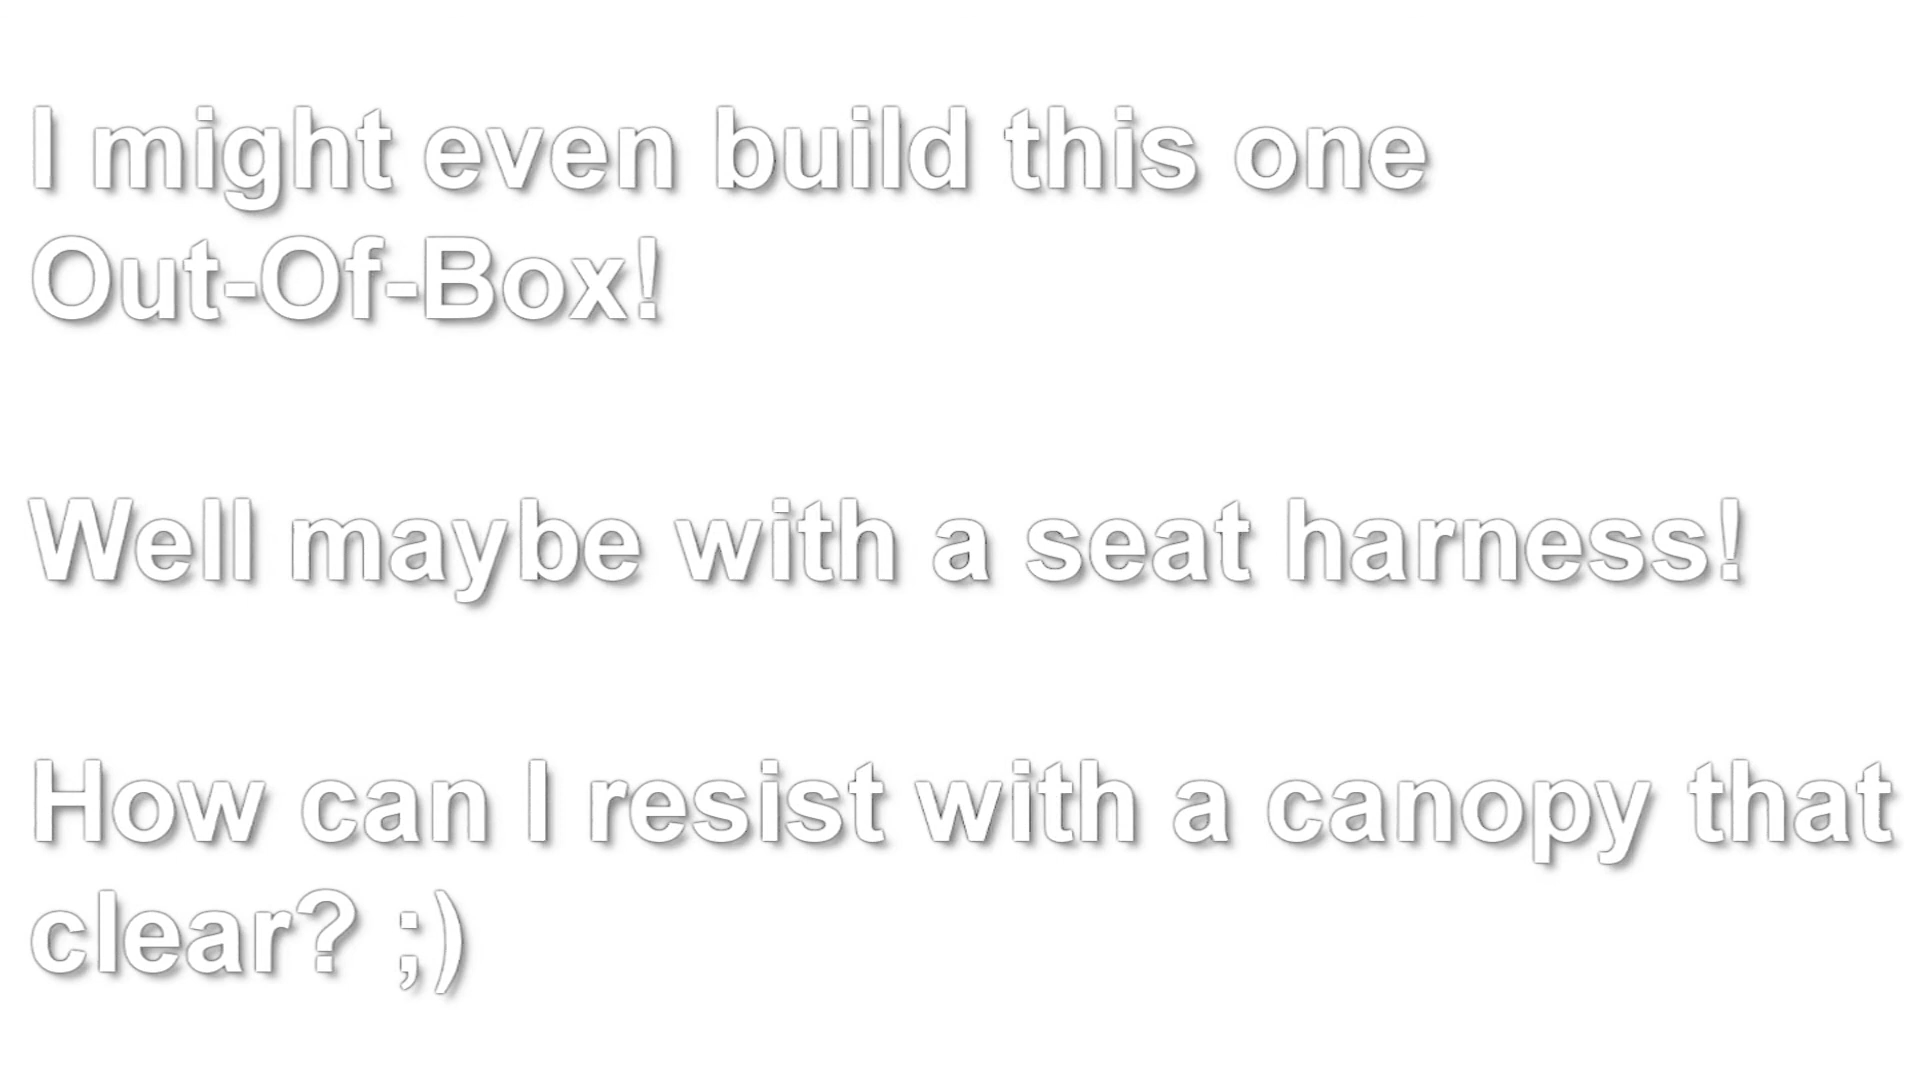 I might even build this one
Out-Of-Box!
Well maybe with a seat harness!
How can I resist with a canopy that
clear? ;)